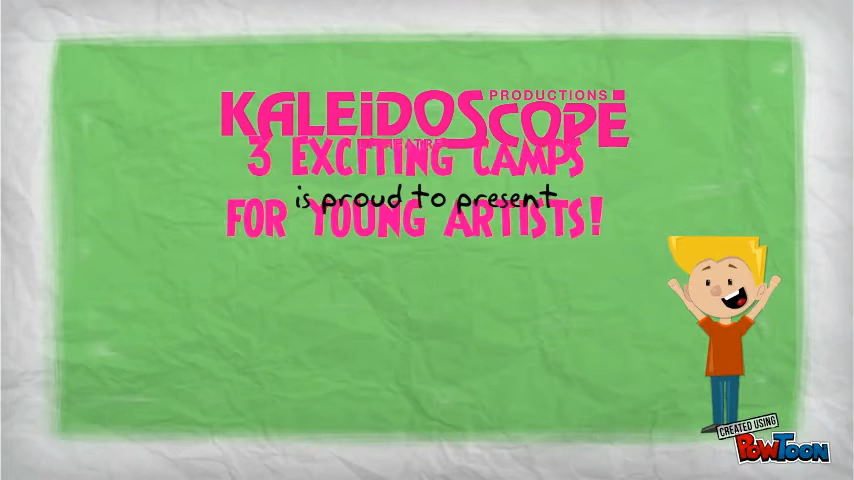 PRODUCTIONS
KALEIDOSCOPE
3 EXCITING CAMPS
is proud to present
FOR YOUNG ARTISTS!
CREATED USING
POWTOON